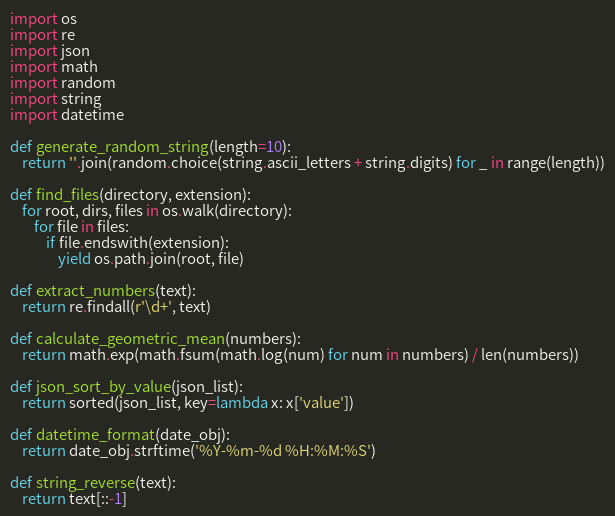 import os
import re
import json
import math
import random
import string
import datetime

def generate_random_string(length=10):
    return ''.join(random.choice(string.ascii_letters + string.digits) for _ in range(length))

def find_files(directory, extension):
    for root, dirs, files in os.walk(directory):
        for file in files:
            if file.endswith(extension):
                yield os.path.join(root, file)

def extract_numbers(text):
    return re.findall(r'\d+', text)

def calculate_geometric_mean(numbers):
    return math.exp(math.fsum(math.log(num) for num in numbers) / len(numbers))

def json_sort_by_value(json_list):
    return sorted(json_list, key=lambda x: x['value'])

def datetime_format(date_obj):
    return date_obj.strftime('%Y-%m-%d %H:%M:%S')

def string_reverse(text):
    return text[::-1]